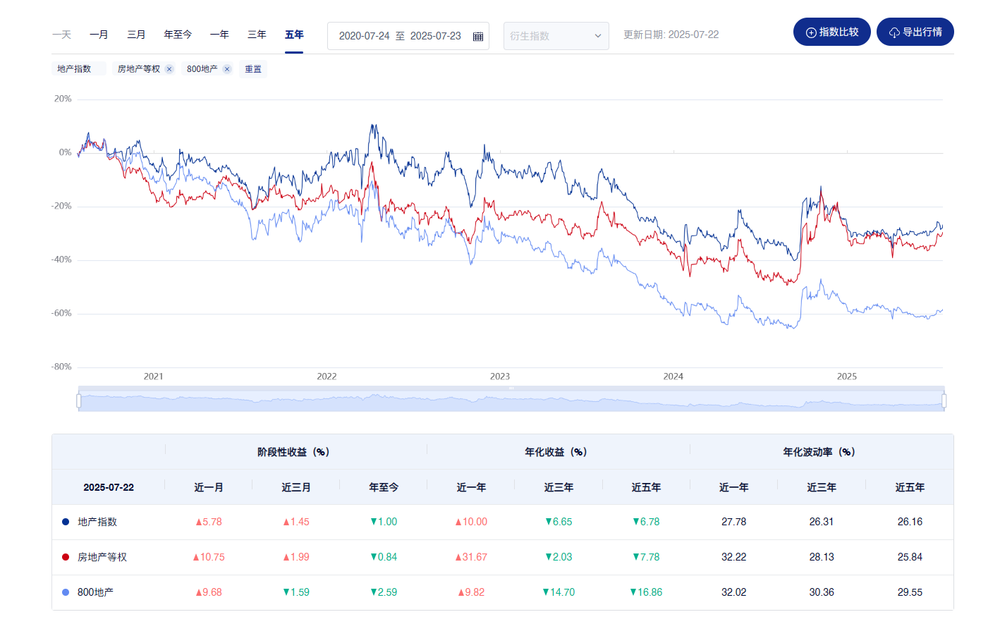 一天 一月 三月 年至今 一年 三年 五年 2020-07-24 至 2025-07-23 衍生指数 更新日期: 2025-07-22 指数比较 导出行情
地产指数 房地产等权 × 800地产 × 重置
20%
0%
-20%
-40%
-60%
-80%
2021 2022 2023 2024 2025
阶段性收益（%） 年化收益（%） 年化波动率（%）
2025-07-22 近一月 近三月 年至今 近一年 近三年 近五年 近一年 近三年 近五年
地产指数 ▲5.78 ▲1.45 ▼1.00 ▲10.00 ▼6.65 ▼6.78 27.78 26.31 26.16
房地产等权 ▲10.75 ▲1.99 ▼0.84 ▲31.67 ▼2.03 ▼7.78 32.22 28.13 25.84
800地产 ▲9.68 ▼1.59 ▼2.59 ▲9.82 ▼14.70 ▼16.86 32.02 30.36 29.55